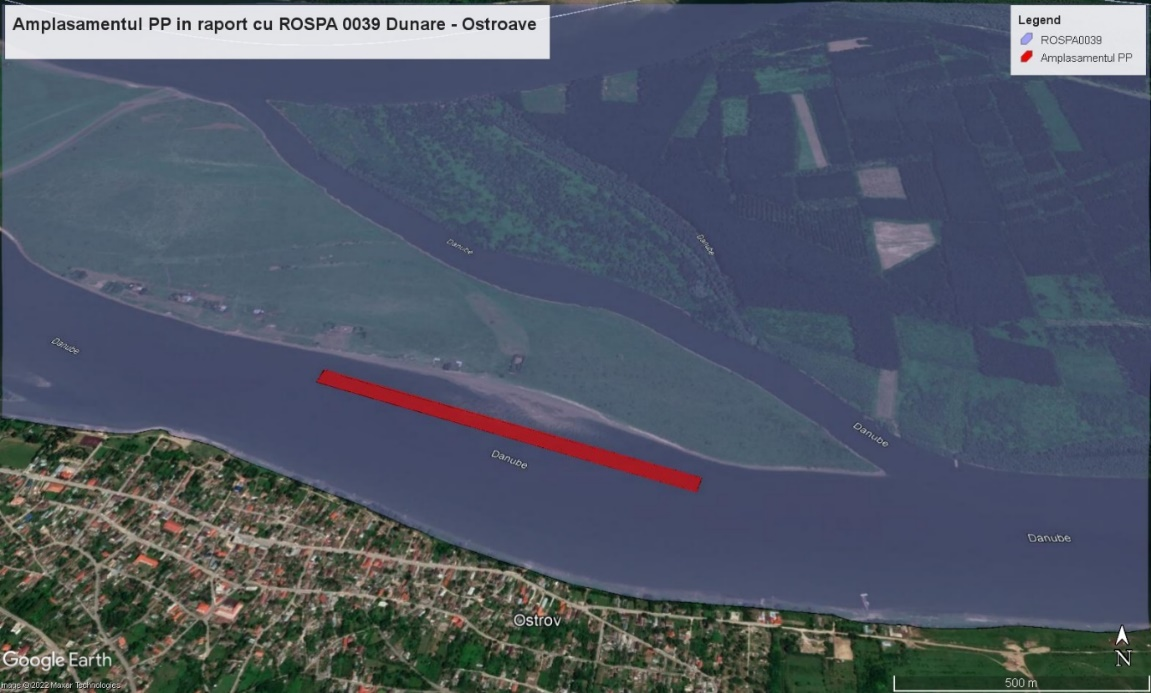 Amplasamentul PP in raport cu ROSPA 0039 Dunare - Ostroave
Legend
ROSPA0039
Amplasamentul PP
Danube
Danube
Danube
Danube
Danube
Danube
Ostrov
Google Earth
Image © 2022 Maxar Technologies
N
500 m